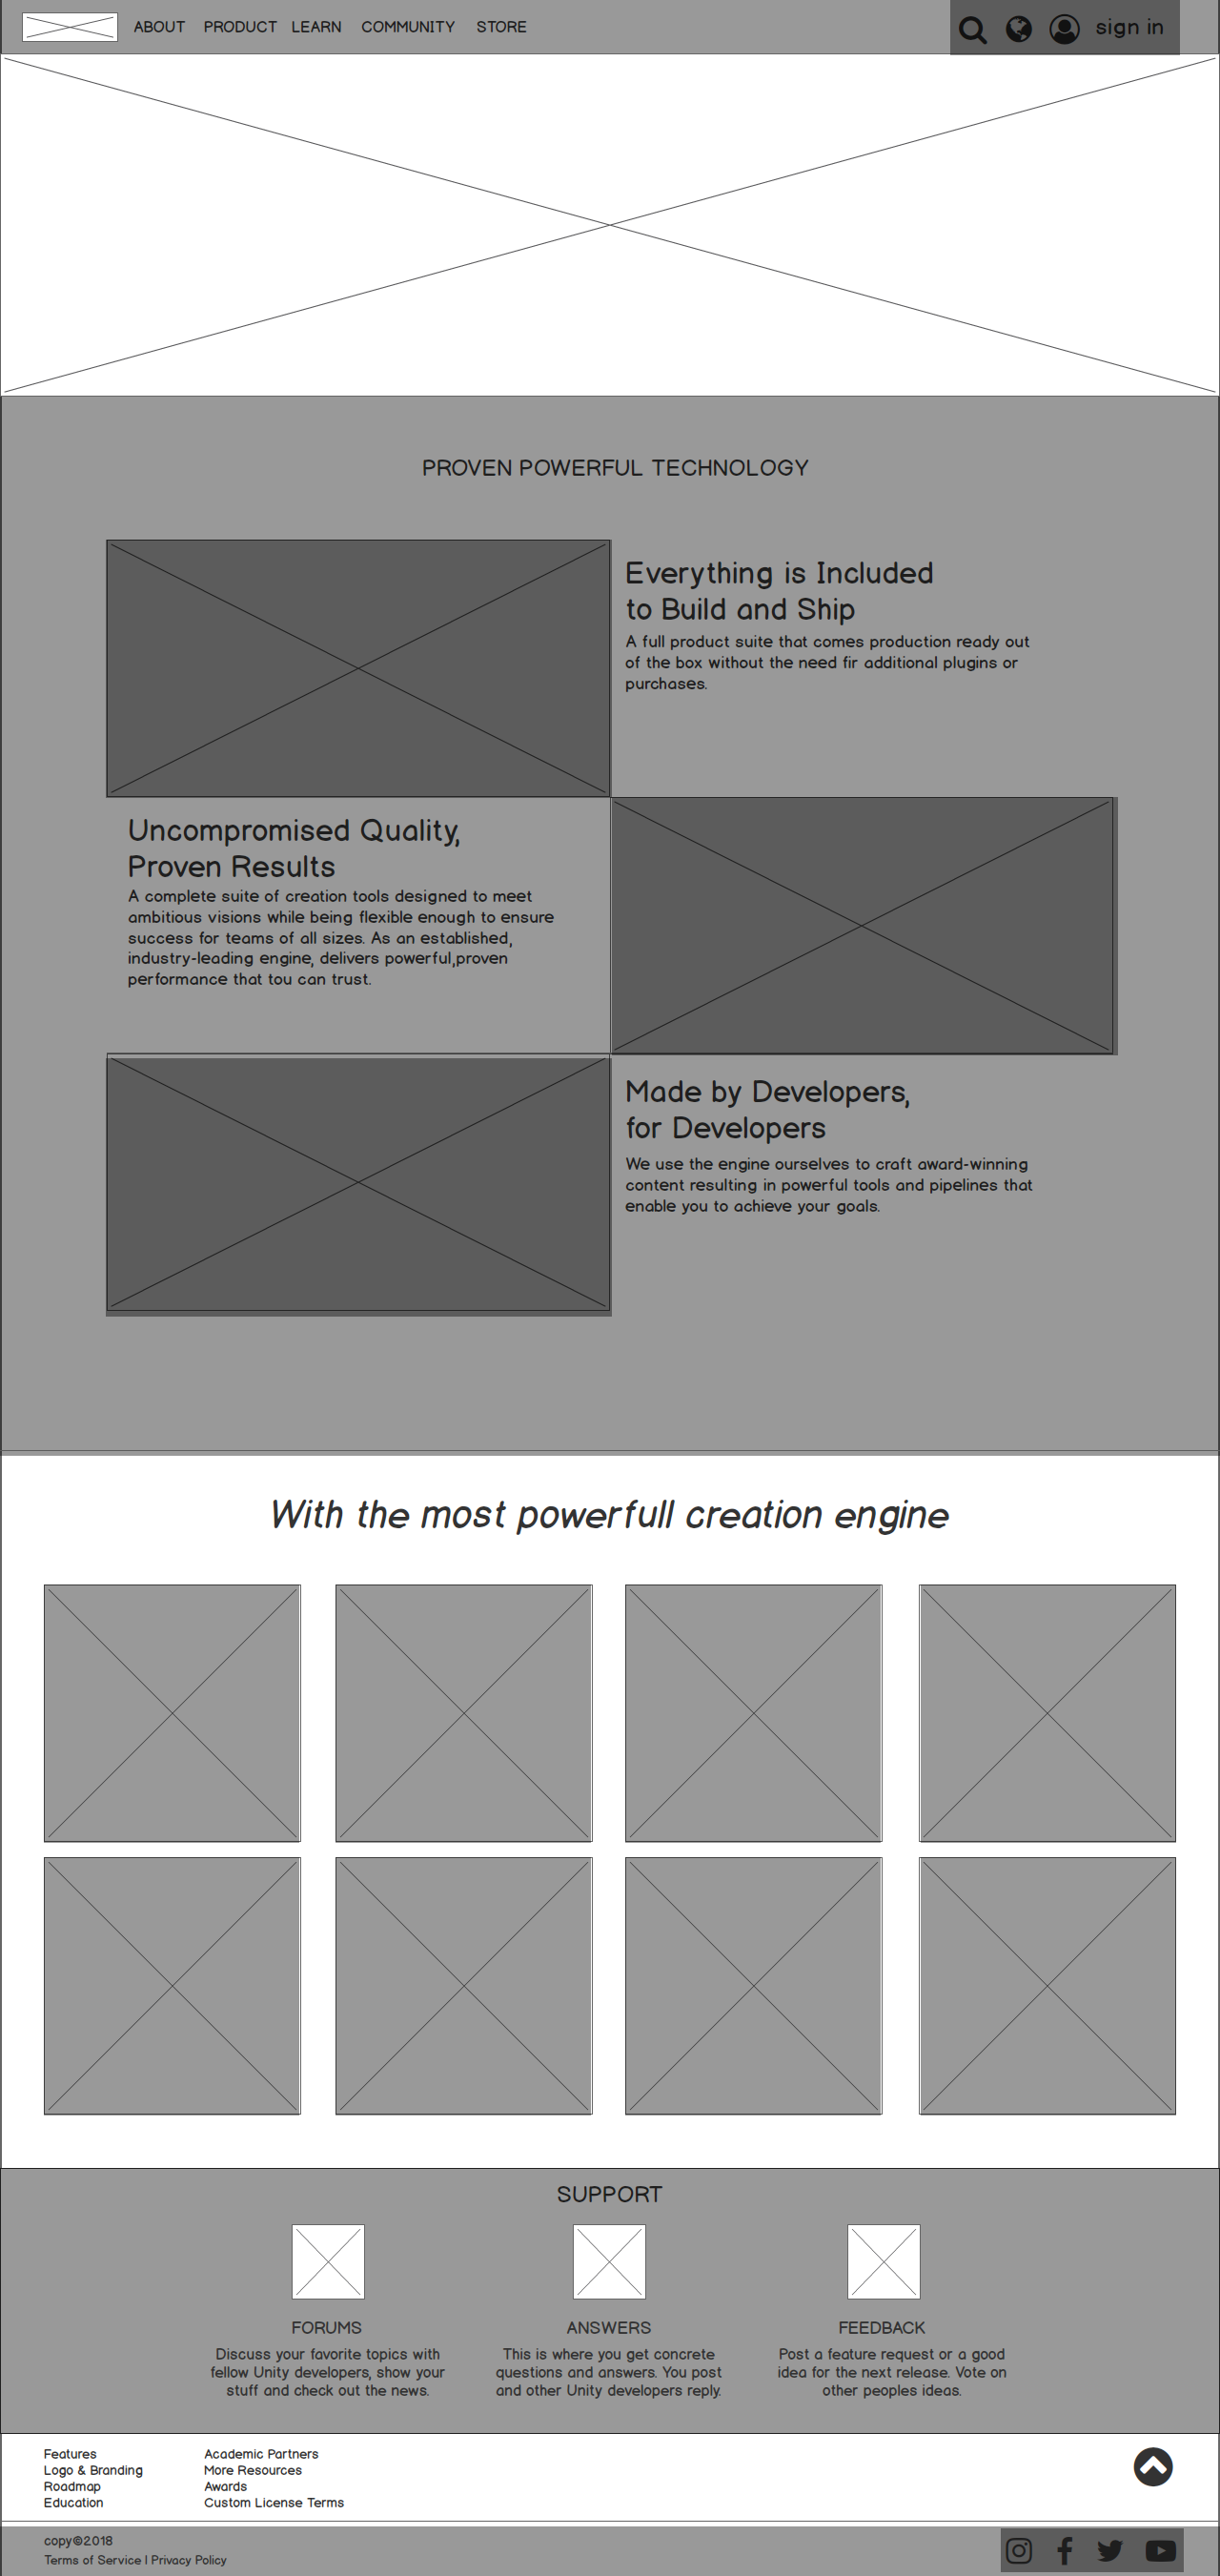 ABOUT PRODUCT LEARN COMMUNITY STORE sign in
PROVEN POWERFUL TECHNOLOGY
Everything is Included
to Build and Ship
A full product suite that comes production ready out
of the box without the need fir additional plugins or
purchases.
Uncompromised Quality,
Proven Results
A complete suite of creation tools designed to meet
ambitious visions while being flexible enough to ensure
success for teams of all sizes. As an established,
industry-leading engine, delivers powerful,proven
performance that tou can trust.
Made by Developers,
for Developers
We use the engine ourselves to craft award-winning
content resulting in powerful tools and pipelines that
enable you to achieve your goals.
With the most powerfull creation engine
SUPPORT
FORUMS
Discuss your favorite topics with
fellow Unity developers, show your
stuff and check out the news.
ANSWERS
This is where you get concrete
questions and answers. You post
and other Unity developers reply.
FEEDBACK
Post a feature request or a good
idea for the next release. Vote on
other peoples ideas.
Features
Logo & Branding
Roadmap
Education
Academic Partners
More Resources
Awards
Custom License Terms
copy©2018
Terms of Service | Privacy Policy